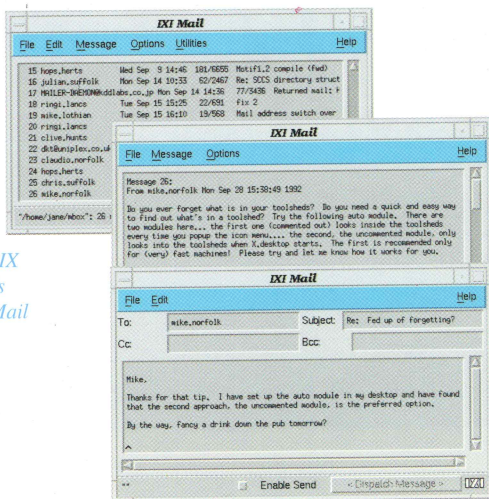 IXI Mail
File Edit Message Options Utilities Help
15 hops.herts Wed Sep 9 14:46 181/6655 Motif1.2 compile (fwd)
16 julian.suffolk Mon Sep 14 10:33 62/2467 Re: SCCS directory struct
17 MAILER-DAEMON@kddlabs.co.jp Mon Sep 14 14:36 77/3436 Returned mail:
18 ringi.lancs Tue Sep 15 15:25 22/691 fix 2
19 mike.lothian Tue Sep 15 16:10 19/568 Mail address switch over
20 ringi.lancs
21 clive.hunts
22 dkt@uniplex.co.uk
23 claudio.norfolk
24 hops.herts
25 chris.suffolk
26 mike.norfolk
"/home/jane/mbox": 26
IXI Mail
File Message Options Help
Message 26:
From mike.norfolk Mon Sep 28 15:38:49 1992
Do you ever forget what is in your toolsheds? Do you need a quick and easy way
to find out what's in a toolshed? Try the following auto module. There are
two modules here... the first one (commented out) looks inside the toolsheds
every time you popup the icon menu.... the second, the uncommented module, only
looks into the toolsheds when X.desktop starts. The first is recommended only
for (very) fast machines! Please try and let me know how it works for you.
IX
s
Mail
IXI Mail
File Edit Help
To: mike.norfolk Subject: Re: Fed up of forgetting?
Cc: Bcc:
Mike,
Thanks for that tip. I have set up the auto module in my desktop and have found
that the second approach, the uncommented module, is the preferred option.
By the way, fancy a drink down the pub tomorrow?
^
Enable Send < Dispatch Message > IXI